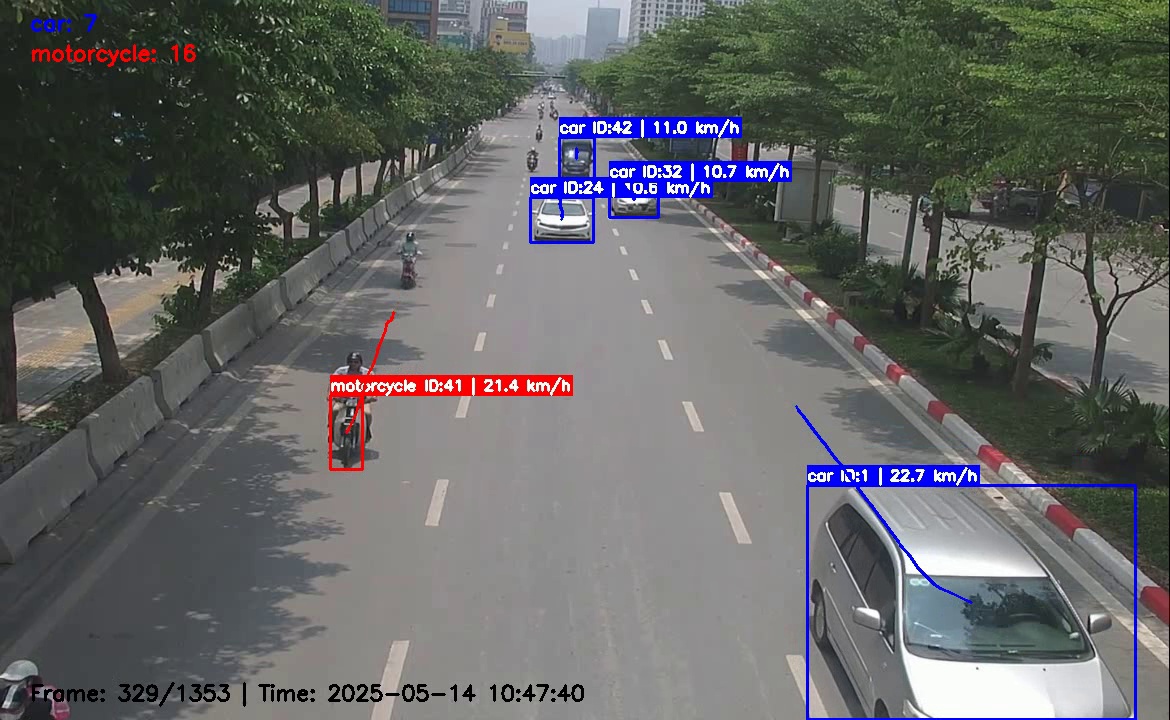 car: 7
motorcycle: 16
car ID:42 | 11.0 km/h
car ID:32 | 10.7 km/h
car ID:24 | 10.6 km/h
motorcycle ID:41 | 21.4 km/h
car ID:1 | 22.7 km/h
Frame: 329/1353 | Time: 2025-05-14 10:47:40